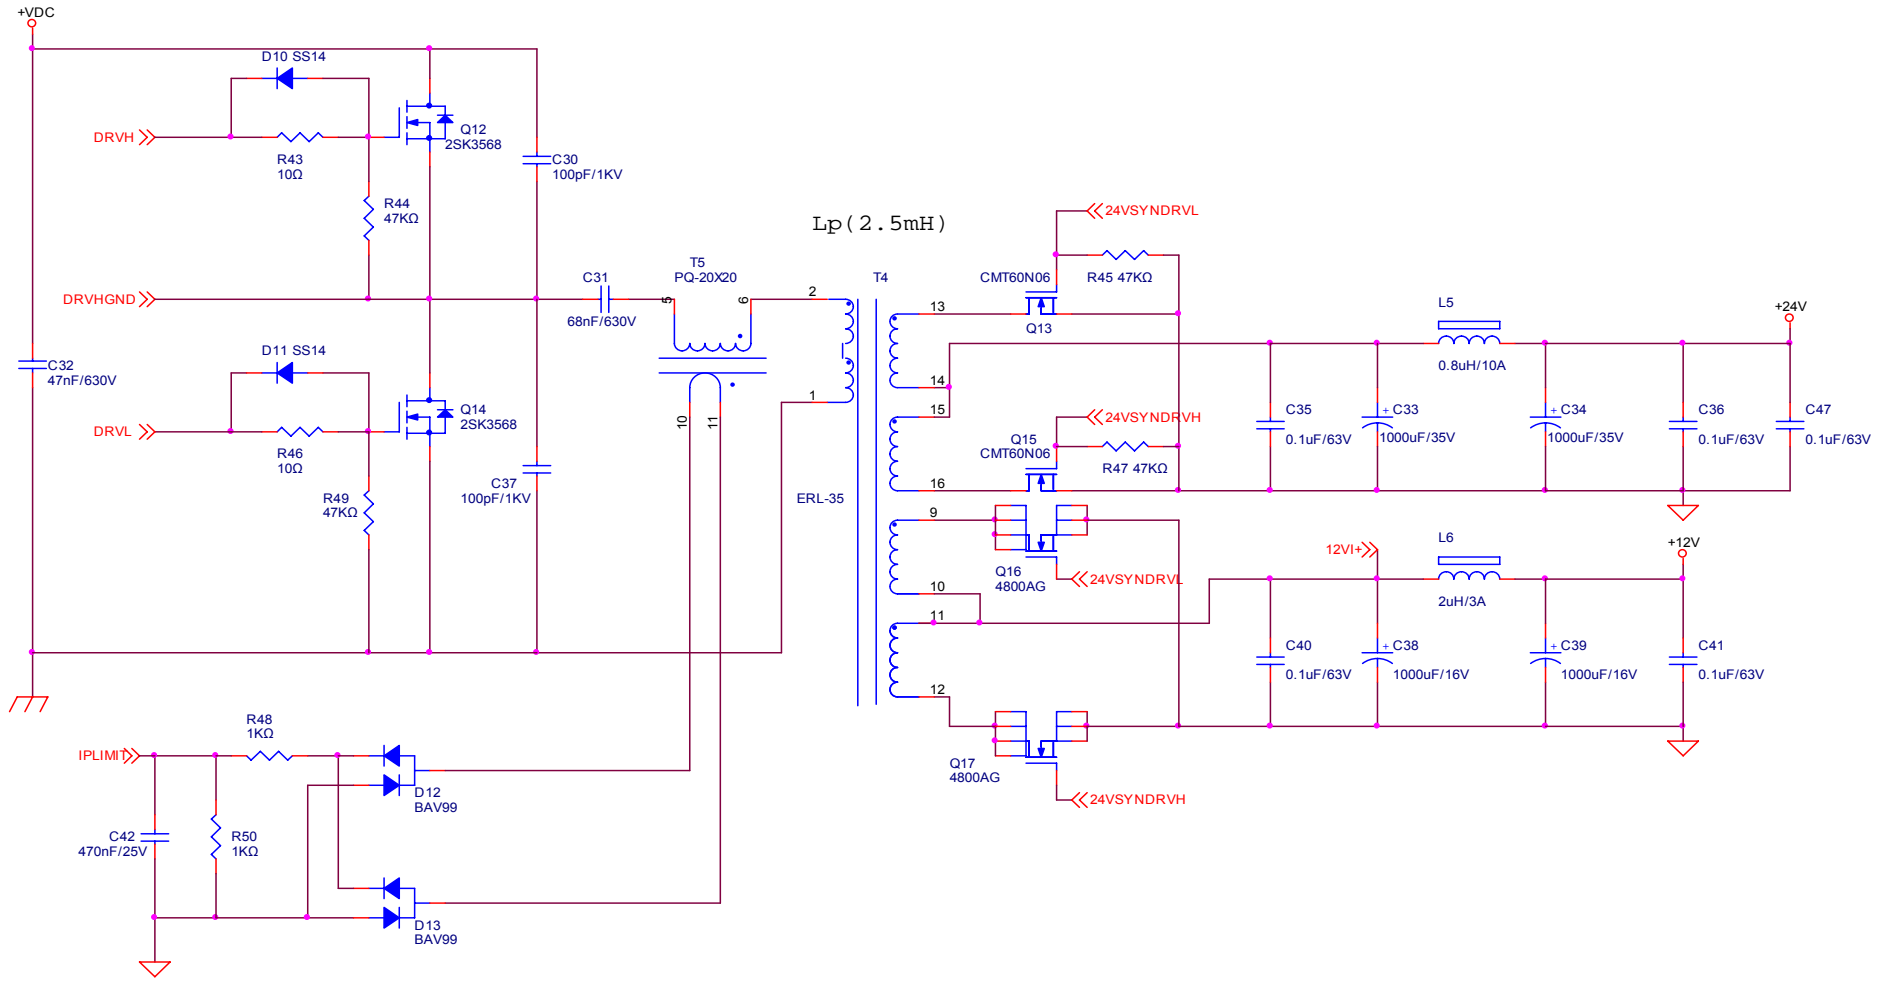 +VDC
D10 SS14
DRVH
Q12
2SK3568
R43
10Ω
C30
100pF/1KV
R44
47KΩ
Lp(2.5mH)
24VSYNDRVL
T5
PQ-20X20
C31
T4
CMT60N06
R45 47KΩ
DRVHGND
5
6
2
13
Q13
L5
+24V
68nF/630V
D11 SS14
C32
47nF/630V
0.8uH/10A
14
1
15
24VSYNDRVH
Q14
2SK3568
10
11
C35
0.1uF/63V
+
C33
1000uF/35V
+
C34
1000uF/35V
C36
0.1uF/63V
C47
0.1uF/63V
DRVL
R46
10Ω
Q15
CMT60N06
R47 47KΩ
C37
100pF/1KV
R49
47KΩ
ERL-35
16
9
L6
+12V
12VI+
Q16
4800AG
24VSYNDRVL
10
2uH/3A
11
C40
0.1uF/63V
+
C38
1000uF/16V
+
C39
1000uF/16V
C41
0.1uF/63V
12
R48
1KΩ
IPLIMIT
Q17
4800AG
D12
BAV99
24VSYNDRVH
C42
470nF/25V
R50
1KΩ
D13
BAV99